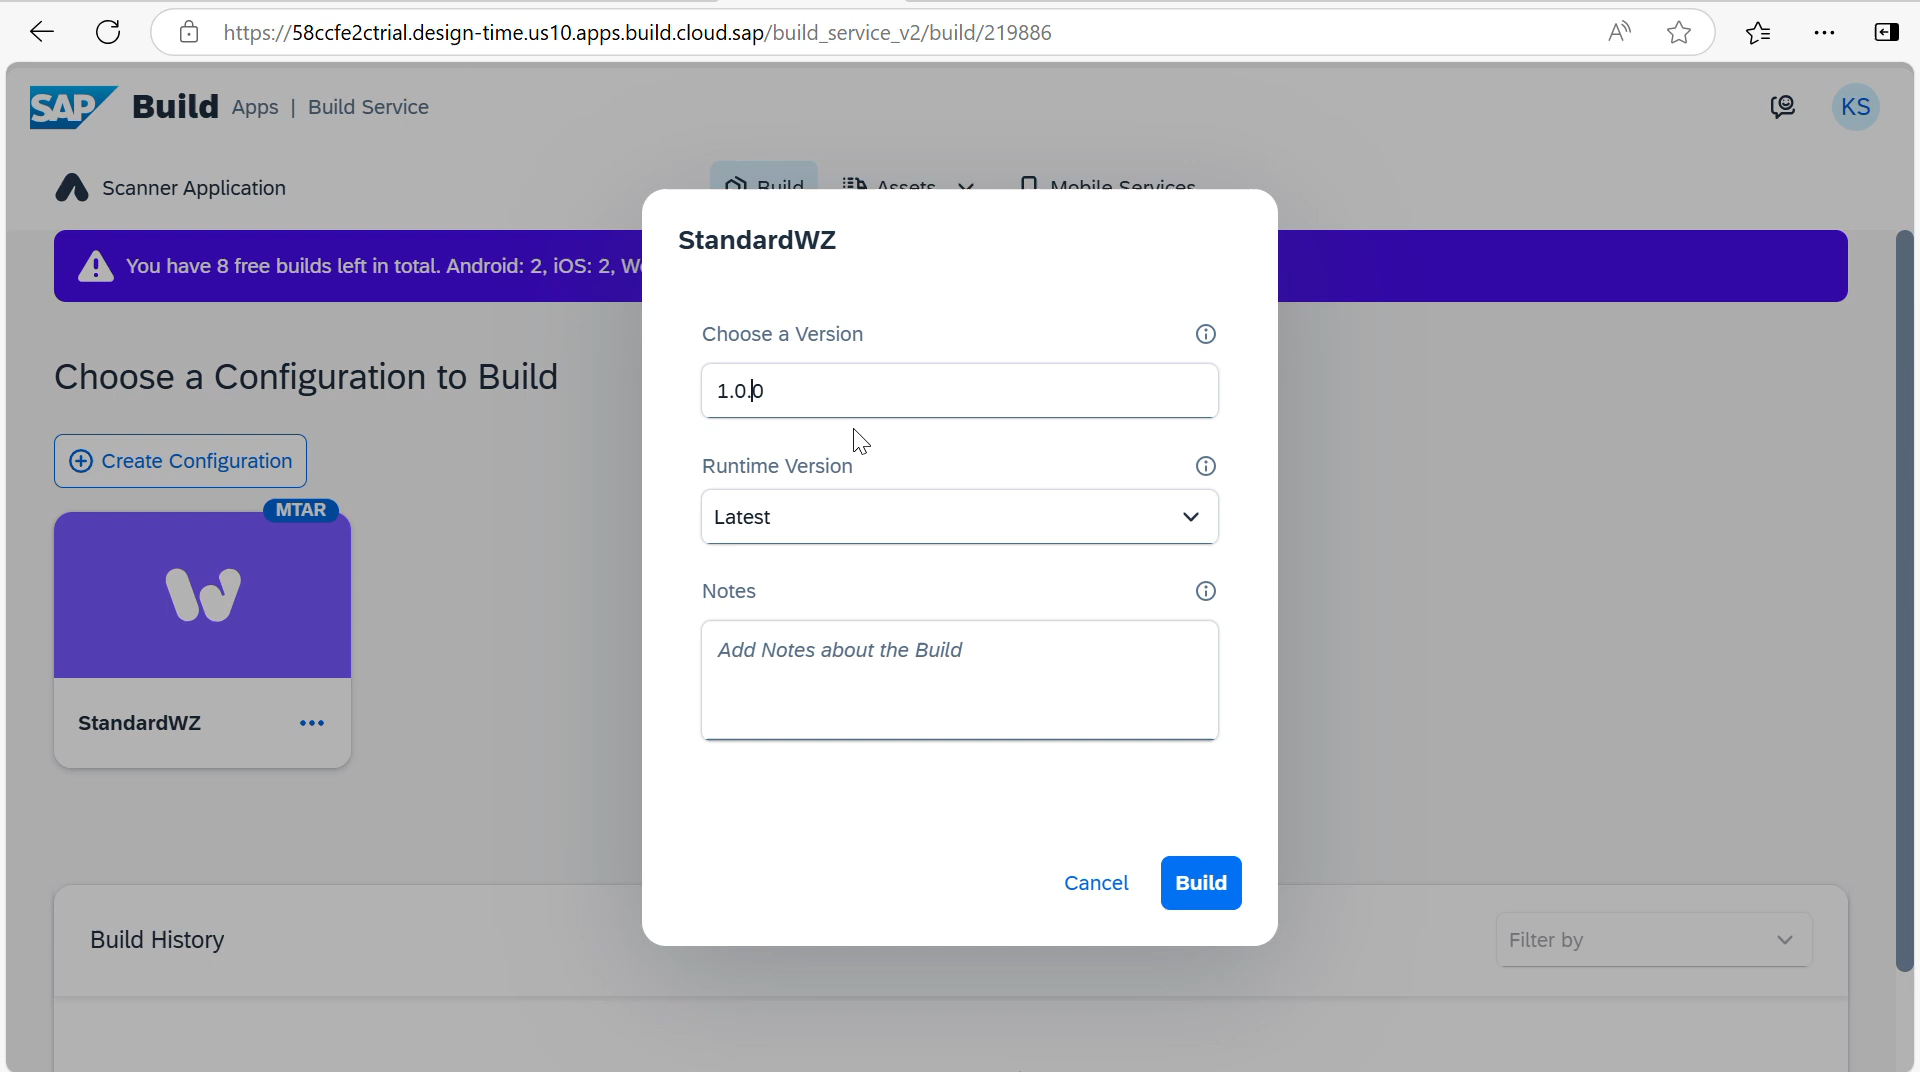 https://58ccfe2ctrial.design-time.us10.apps.build.cloud.sap/build_service_v2/build/219886
SAP Build Apps | Build Service
KS
Scanner Application
Build
Assets
Mobile Services
You have 8 free builds left in total. Android: 2, iOS: 2,
StandardWZ
Choose a Version
1.0.0
Runtime Version
Latest
Notes
Add Notes about the Build
Cancel
Build
Choose a Configuration to Build
Create Configuration
MTAR
W
StandardWZ
Build History
Filter by